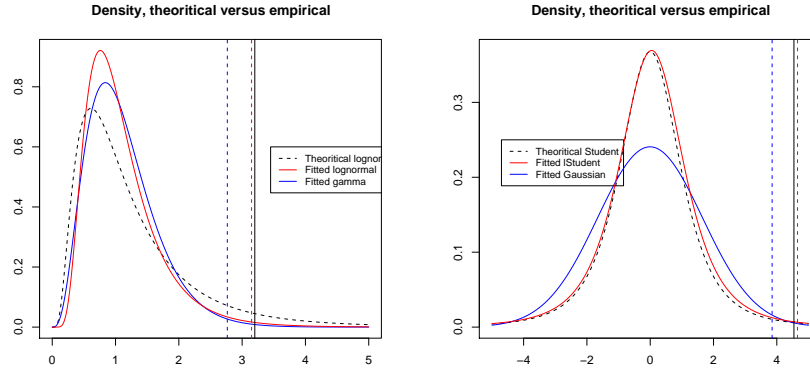 Density, theoritical versus empirical
0.0
0.2
0.4
0.6
0.8
0 1 2 3 4 5
Theoritical lognor
Fitted lognormal
Fitted gamma
Density, theoritical versus empirical
0.0
0.1
0.2
0.3
−4 −2 0 2 4
Theoritical Student
Fitted lStudent
Fitted Gaussian